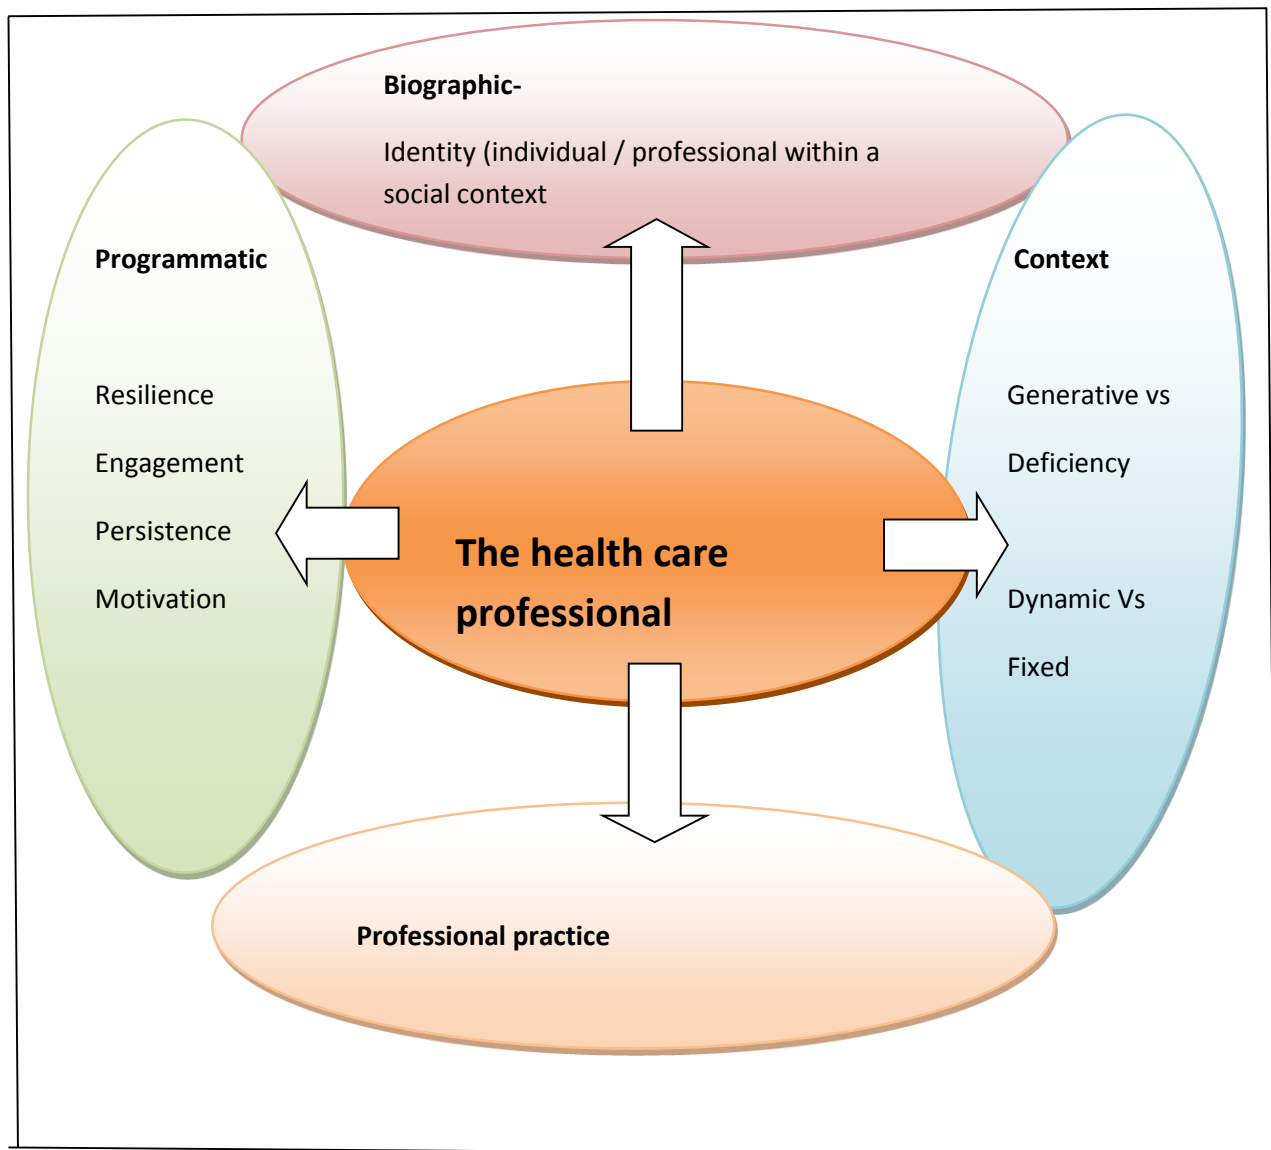 Biographic-
Identity (individual / professional within a
social context
Programmatic
Resilience
Engagement
Persistence
Motivation
The health care
professional
Context
Generative vs
Deficiency
Dynamic Vs
Fixed
Professional practice